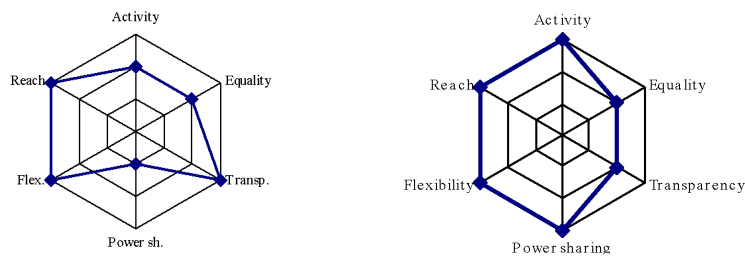 Activity
Reach
Equality
Flex.
Transp.
Power sh.
Activity
Reach
Equality
Flexibility
Transparency
Power sharing